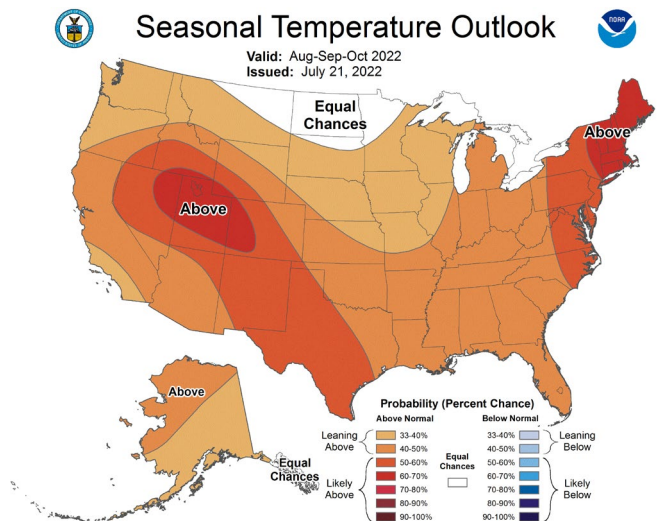 Seasonal Temperature Outlook
NOAA
Valid: Aug-Sep-Oct 2022
Issued: July 21, 2022
Equal
Chances
Above
Above
Above
Equal
Chances
Probability (Percent Chance)
Above Normal
Below Normal
Leaning
Above
33-40%
40-50%
Likely
Above
50-60%
60-70%
70-80%
80-90%
90-100%
Equal
Chances
33-40%
40-50%
Leaning
Below
50-60%
60-70%
70-80%
80-90%
90-100%
Likely
Below